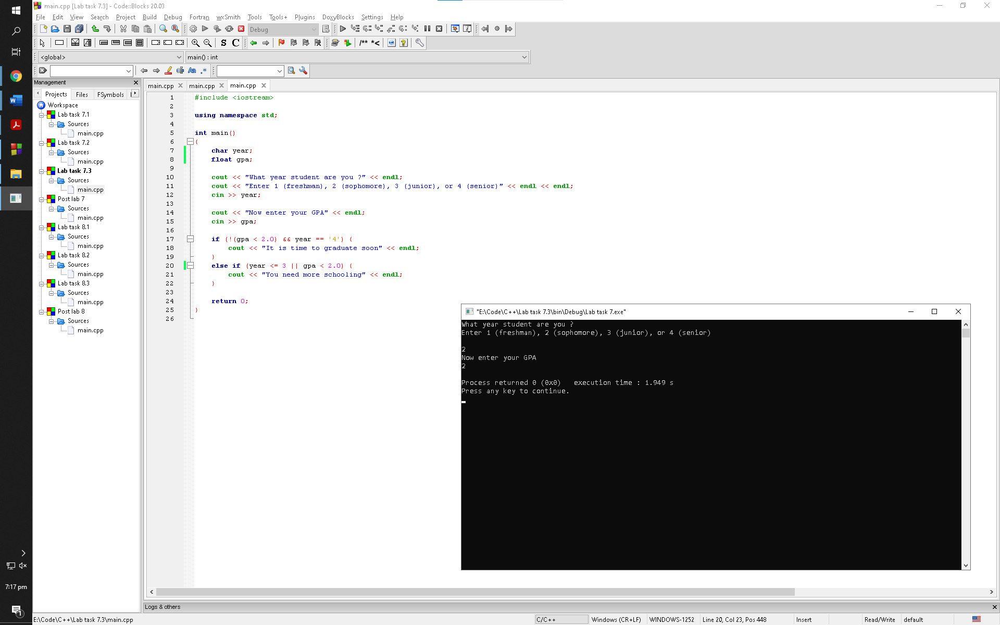 main.cpp [Lab task 7.3] - Code::Blocks 20.03
File Edit View Search Project Build Debug Fortran wxSmith Tools Tools+ Plugins DoxyBlocks Settings Help
Debug
S C /** *<
<global> main() : int
Aa .*
Management
Projects Files FSymbols
main.cpp main.cpp main.cpp
Workspace
Lab task 7.1
Sources
main.cpp
Lab task 7.2
Sources
main.cpp
Lab task 7.3
Sources
main.cpp
Post lab 7
Sources
main.cpp
Lab task 8.1
Sources
main.cpp
Lab task 8.2
Sources
main.cpp
Lab task 8.3
Sources
main.cpp
Post lab 8
Sources
main.cpp
1 #include <iostream>
2
3 using namespace std;
4
5 int main()
6 {
7 char year;
8 float gpa;
9
10 cout << "What year student are you ?" << endl;
11 cout << "Enter 1 (freshman), 2 (sophomore), 3 (junior), or 4 (senior)" << endl << endl;
12 cin >> year;
13
14 cout << "Now enter your GPA" << endl;
15 cin >> gpa;
16
17 if (!(gpa < 2.0) && year == '4') {
18 cout << "It is time to graduate soon" << endl;
19 }
20 else if (year <= 3 || gpa < 2.0) {
21 cout << "You need more schooling" << endl;
22 }
23
24 return 0;
25 }
26
"E:\Code\C++\Lab task 7.3\bin\Debug\Lab task 7.exe"
What year student are you ?
Enter 1 (freshman), 2 (sophomore), 3 (junior), or 4 (senior)
2
Now enter your GPA
2
Process returned 0 (0x0) execution time : 1.949 s
Press any key to continue.
7:17 pm
1
Logs & others
E:\Code\C++\Lab task 7.3\main.cpp C/C++ Windows (CR+LF) WINDOWS-1252 Line 20, Col 23, Pos 448 Insert Read/Write default